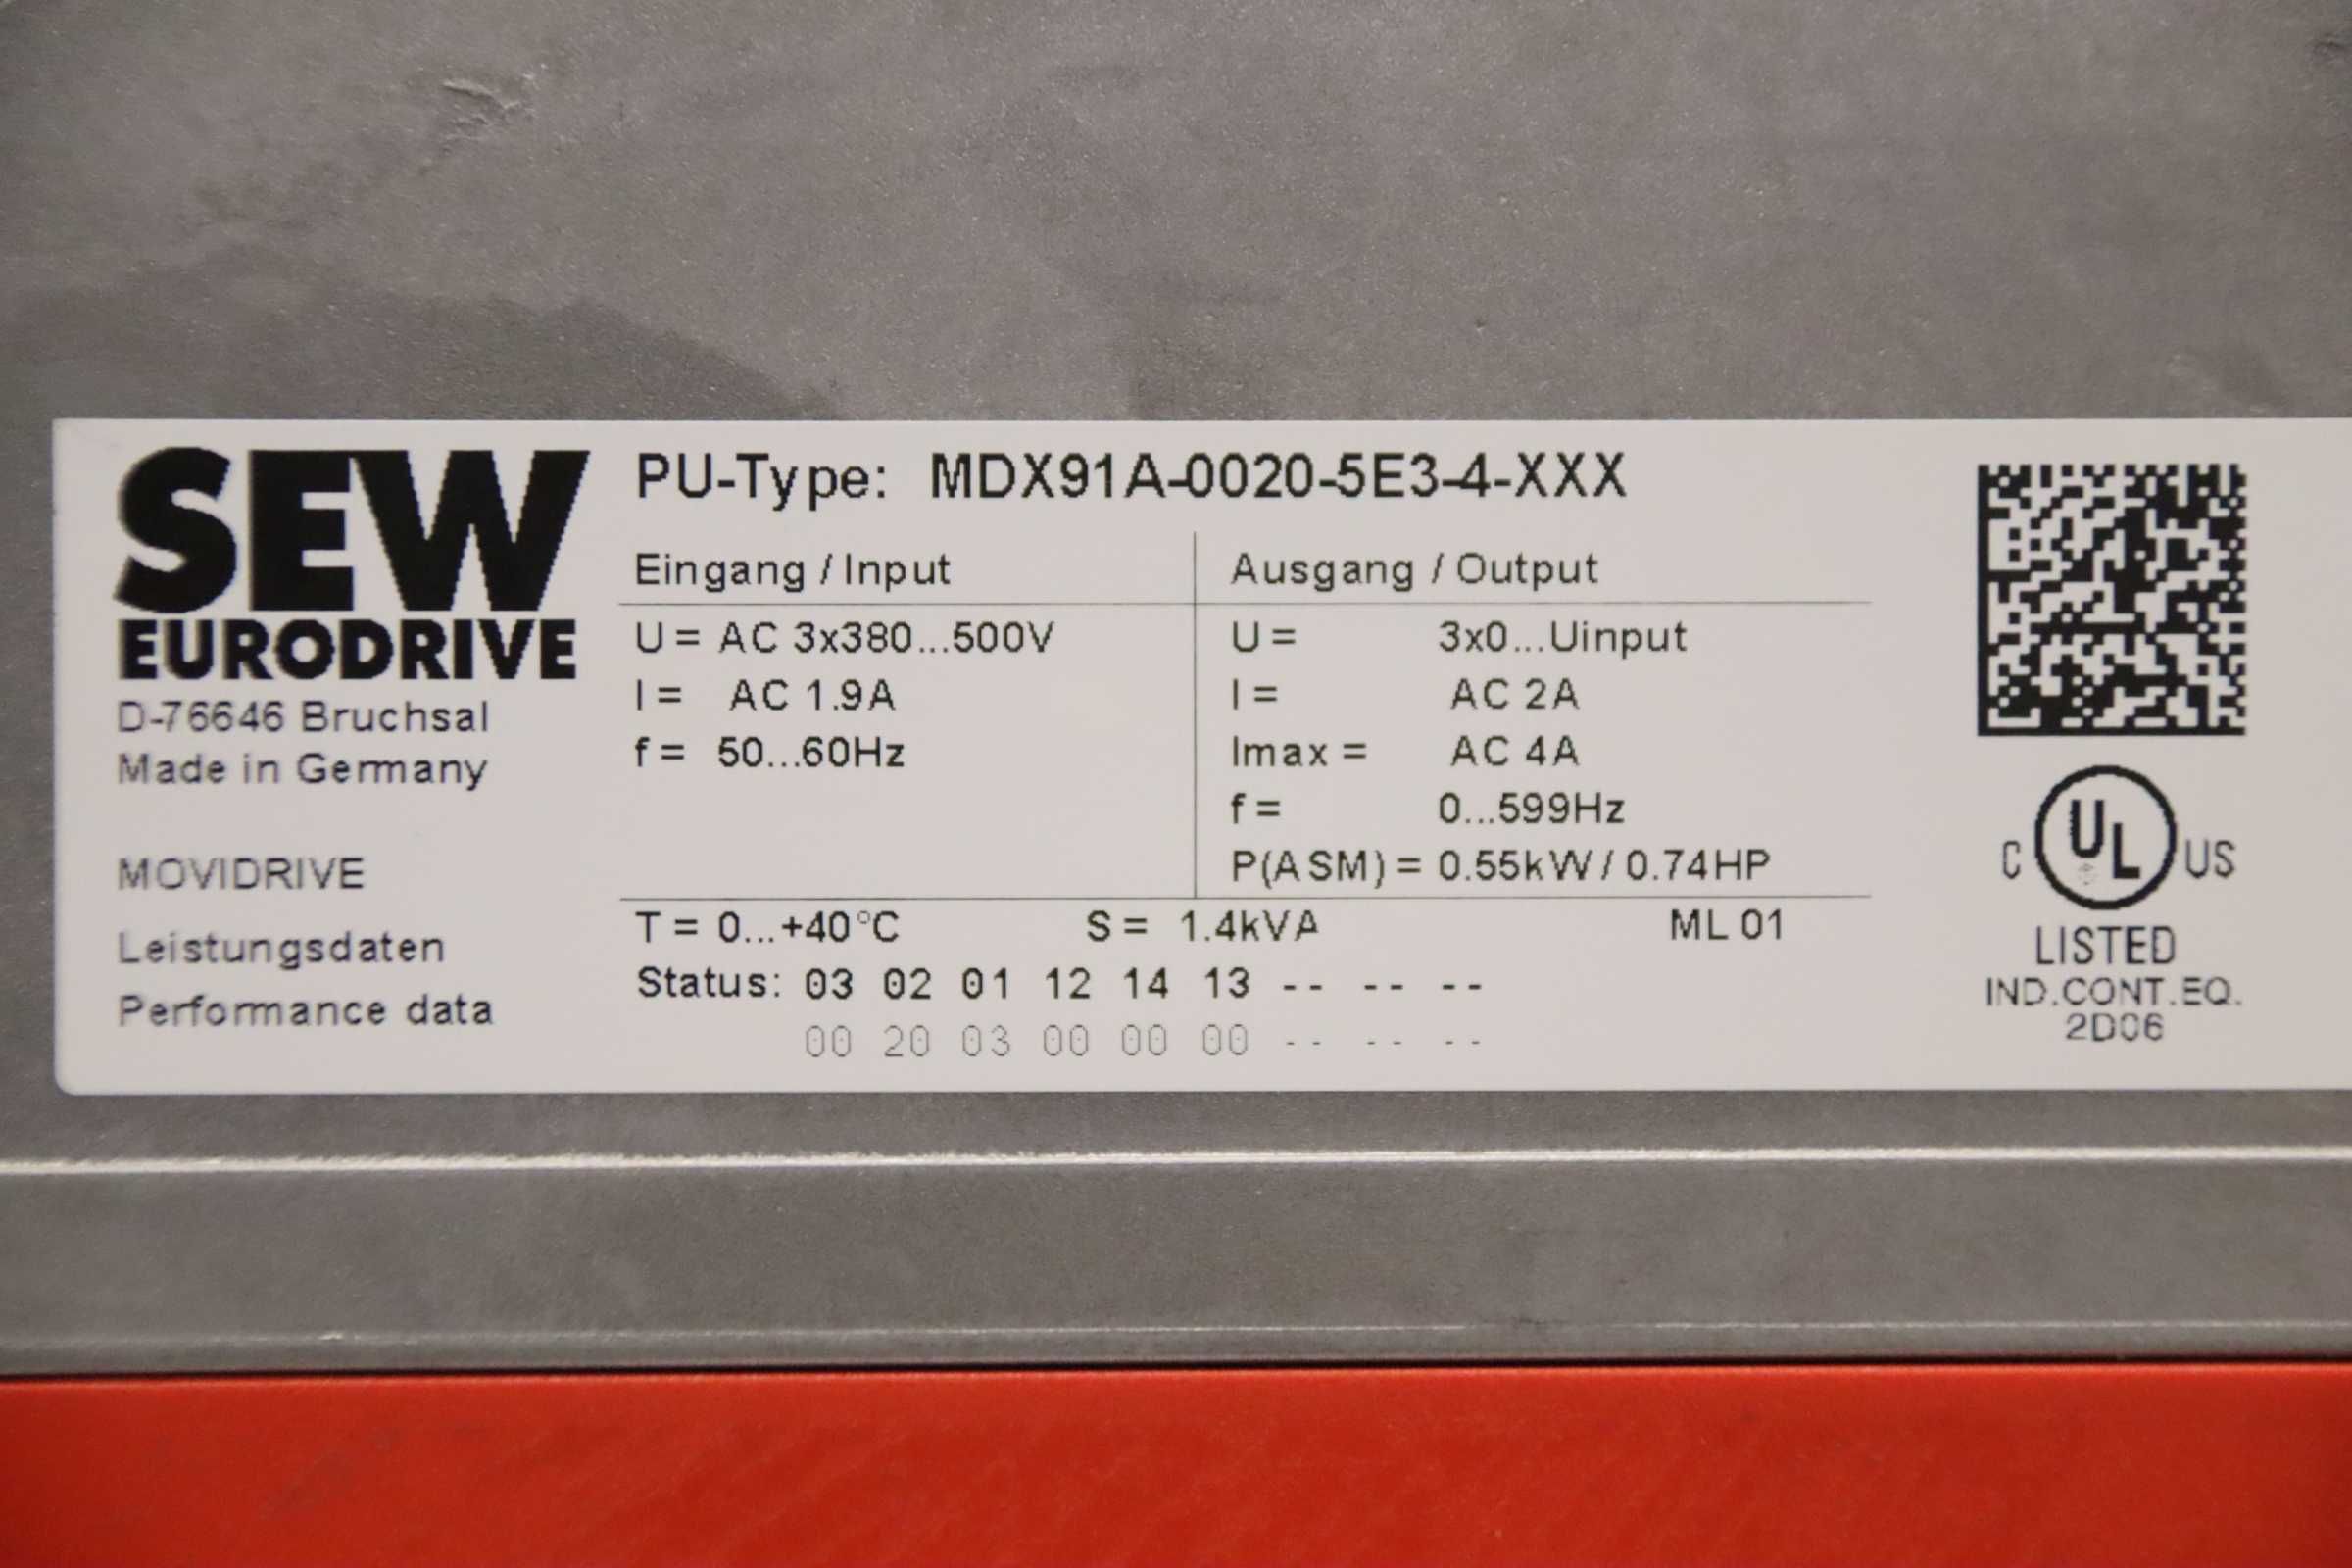 SEW
EURODRIVE
D-76646 Bruchsal
Made in Germany
MOVIDRIVE
Leistungsdaten
Performance data
PU-Type: MDX91A-0020-5E3-4-XXX
Eingang / Input
U = AC 3x380...500V
I = AC 1.9A
f = 50...60Hz
Ausgang / Output
U = 3x0...Uinput
I = AC 2A
Imax = AC 4A
f = 0...599Hz
P(ASM) = 0.55kW / 0.74HP
T = 0...+40°C S = 1.4kVA ML 01
Status: 03 02 01 12 14 13 -- -- --
00 20 03 00 00 00 -- -- --
C UL US
LISTED
IND.CONT.EQ.
2D06